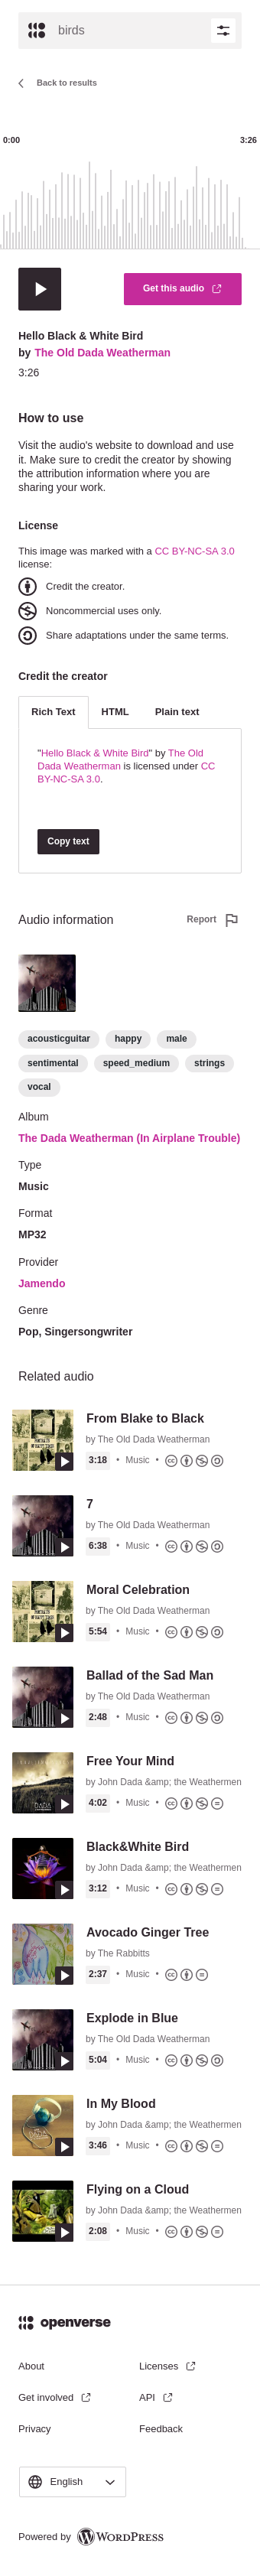 birds
Back to results
0:00 3:26
Get this audio
Hello Black & White Bird
by The Old Dada Weatherman
3:26
How to use
Visit the audio's website to download and use
it. Make sure to credit the creator by showing
the attribution information where you are
sharing your work.
License
This image was marked with a CC BY-NC-SA 3.0
license:
Credit the creator.
Noncommercial uses only.
Share adaptations under the same terms.
Credit the creator
Rich Text HTML Plain text
"Hello Black & White Bird" by The Old
Dada Weatherman is licensed under CC
BY-NC-SA 3.0.
Copy text
Audio information Report
acousticguitar happy male
sentimental speed_medium strings
vocal
Album
The Dada Weatherman (In Airplane Trouble)
Type
Music
Format
MP32
Provider
Jamendo
Genre
Pop, Singersongwriter
Related audio
From Blake to Black
by The Old Dada Weatherman
3:18 • Music •
7
by The Old Dada Weatherman
6:38 • Music •
Moral Celebration
by The Old Dada Weatherman
5:54 • Music •
Ballad of the Sad Man
by The Old Dada Weatherman
2:48 • Music •
Free Your Mind
by John Dada &amp; the Weathermen
4:02 • Music •
Black&White Bird
by John Dada &amp; the Weathermen
3:12 • Music •
Avocado Ginger Tree
by The Rabbitts
2:37 • Music •
Explode in Blue
by The Old Dada Weatherman
5:04 • Music •
In My Blood
by John Dada &amp; the Weathermen
3:46 • Music •
Flying on a Cloud
by John Dada &amp; the Weathermen
2:08 • Music •
openverse
About Licenses
Get involved API
Privacy Feedback
English
Powered by WORDPRESS